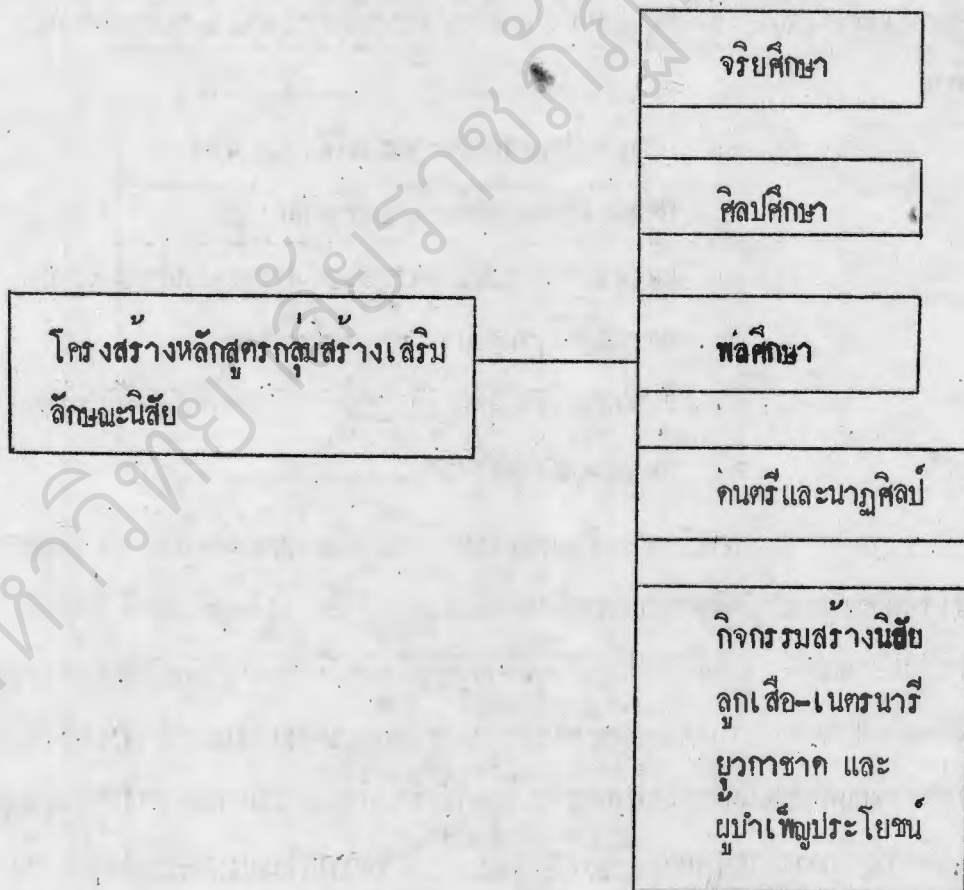 จริยศึกษา
ศิลปศึกษา
โครงสร้างหลักสูตรกลุ่มสร้างเสริม
ลักษณะนิสัย
พลศึกษา
ดนตรีและนาฏศิลป์
กิจกรรมสร้างนิสัย
ลูกเสือ-เนตรนารี
ยุวกาชาด และ
ผู้บำเพ็ญประโยชน์